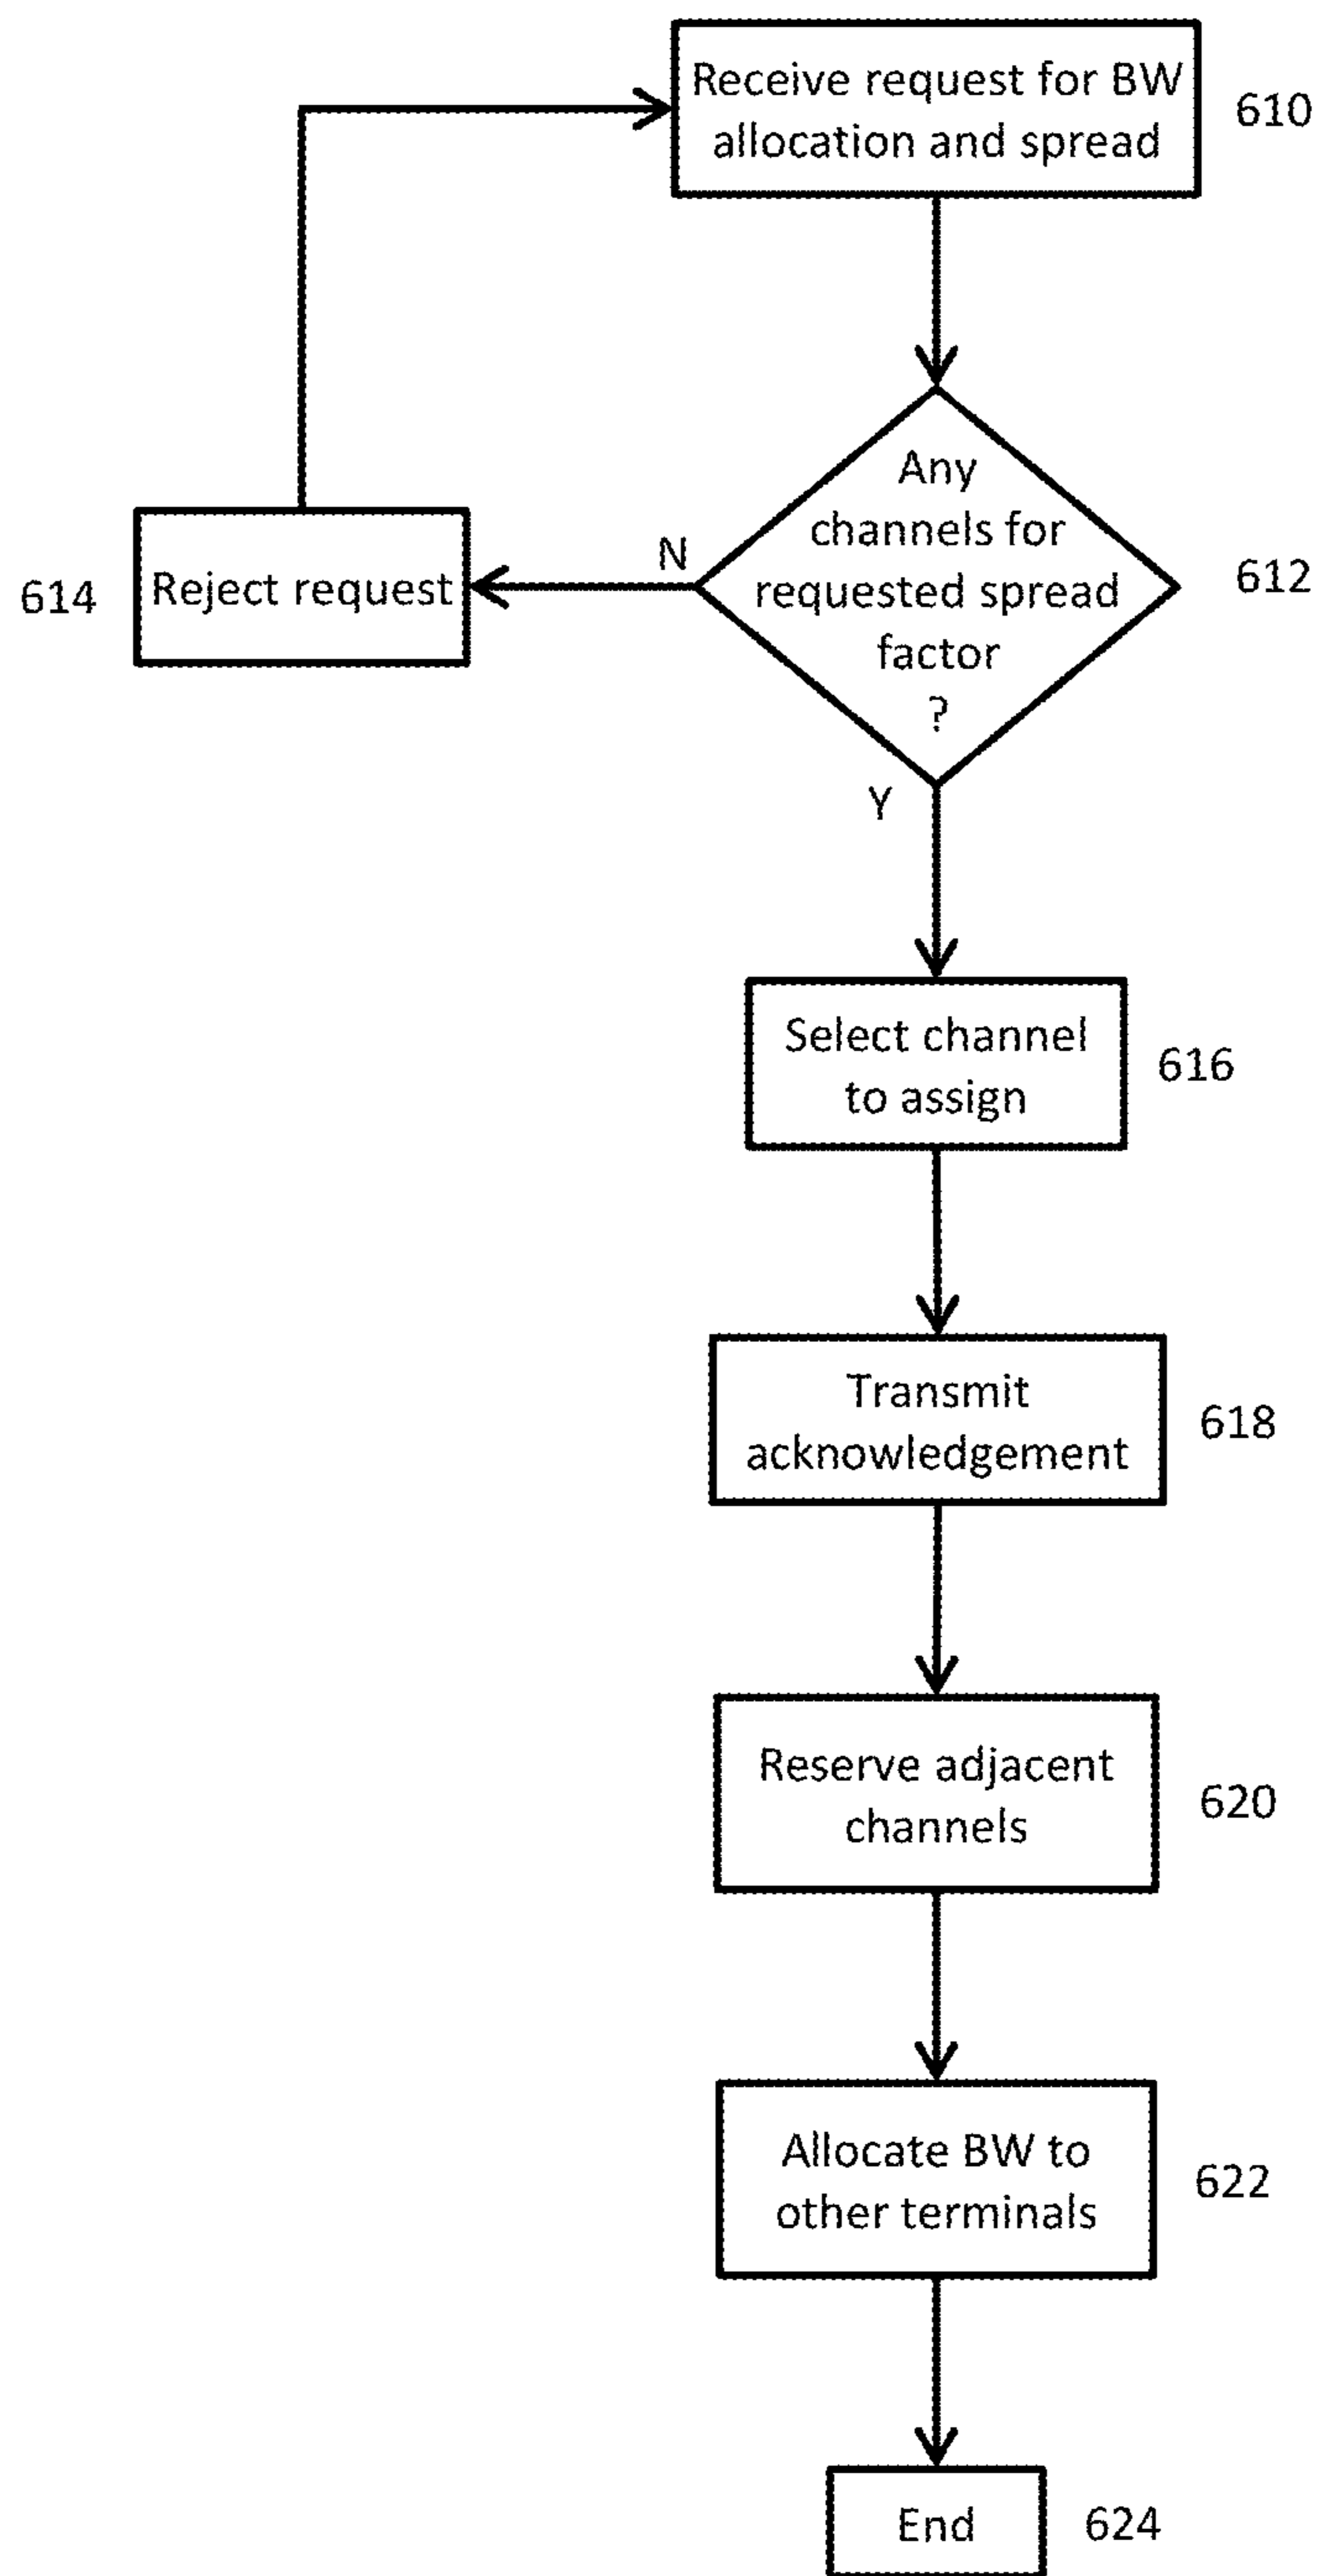 Receive request for BW
allocation and spread
610
Any
channels for
requested spread
factor
?
612
N
614
Reject request
Y
Select channel
to assign
616
Transmit
acknowledgement
618
Reserve adjacent
channels
620
Allocate BW to
other terminals
622
End
624